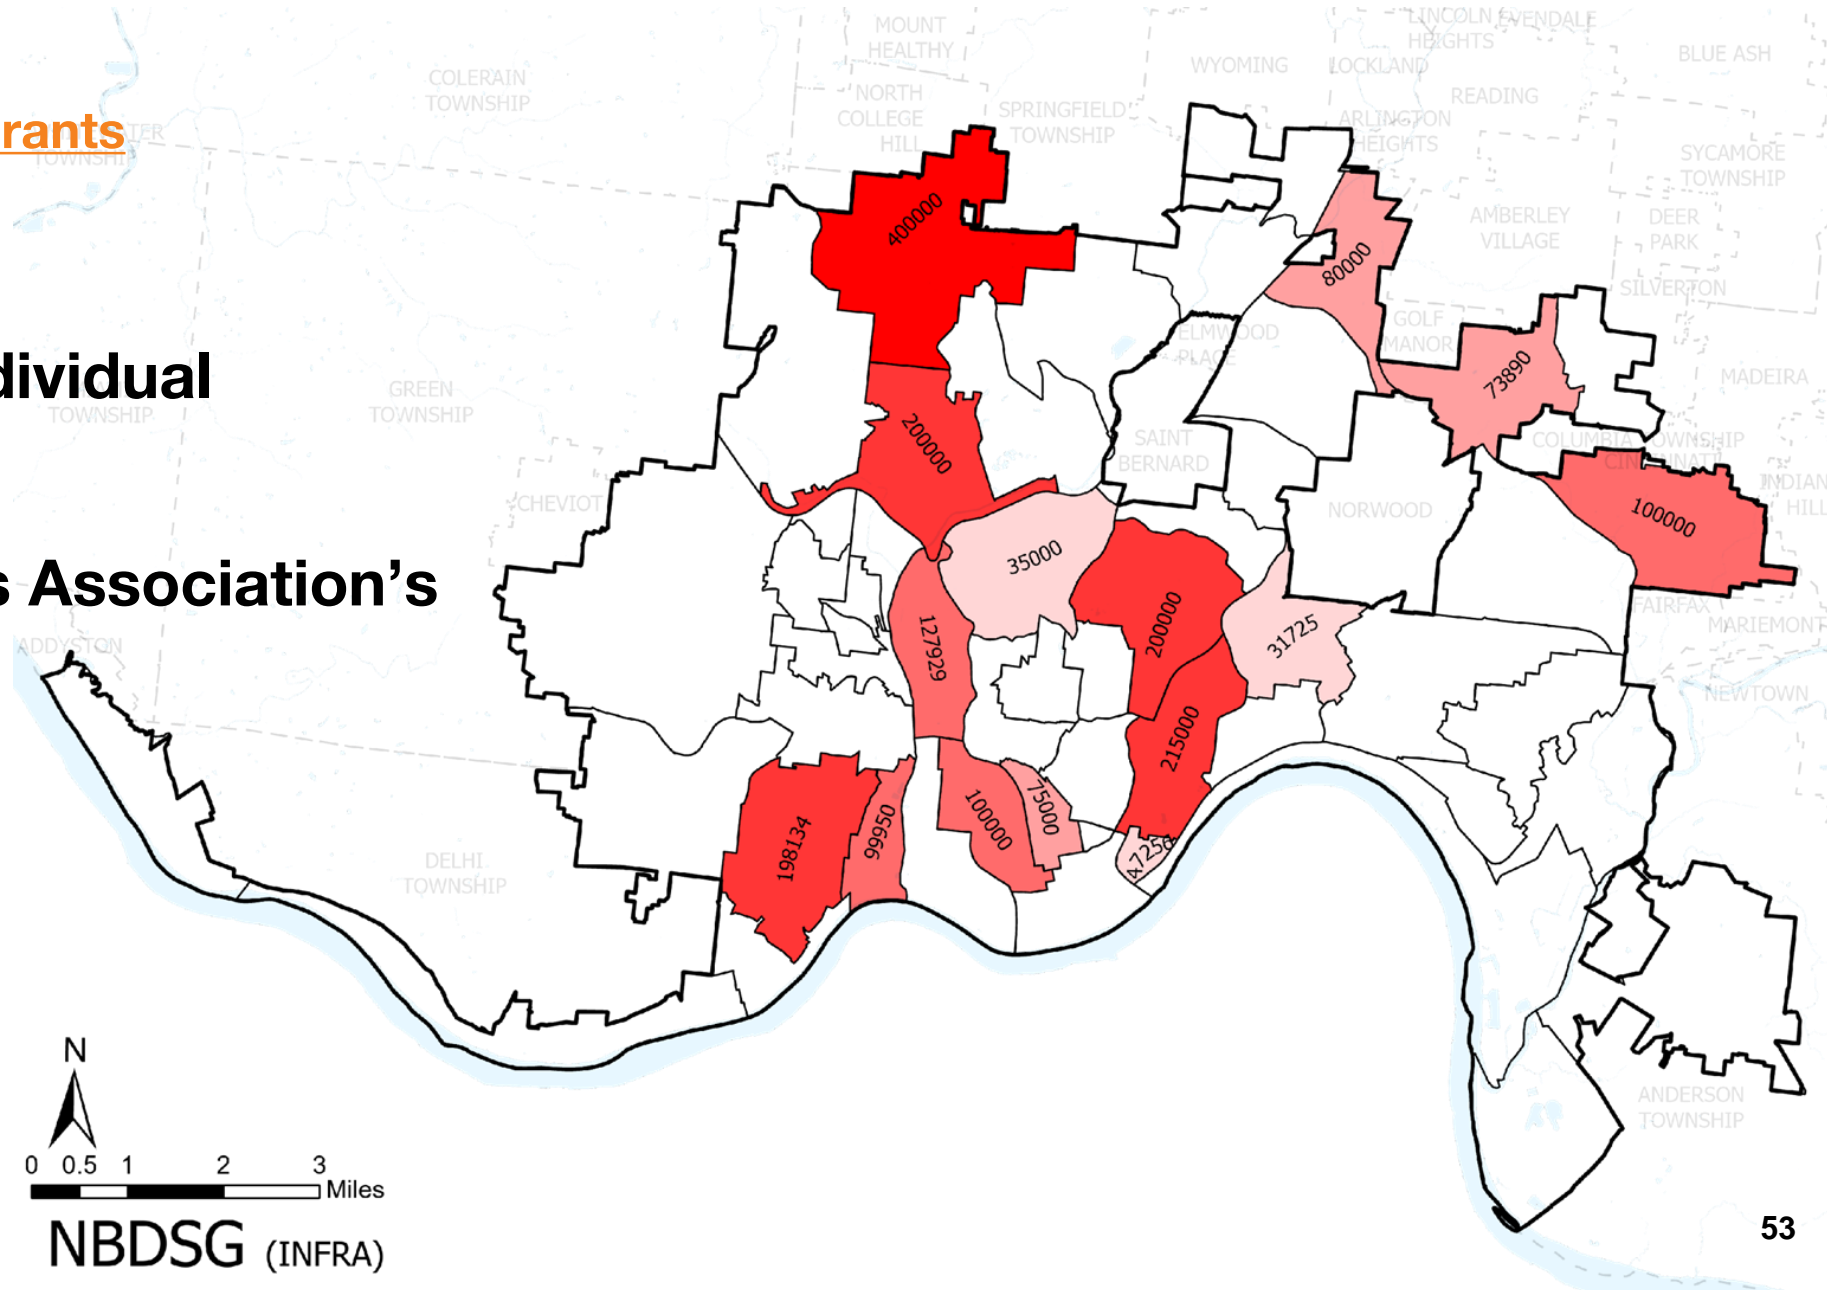 rants
dividual
s Association’s
MOUNT
HEALTHY
LINCOLN
HEIGHTS
EVENDALE
BLUE ASH
WYOMING
LOCKLAND
COLERAIN
TOWNSHIP
NORTH
COLLEGE
HILL
SPRINGFIELD
TOWNSHIP
READING
ARLINGTON
HEIGHTS
TER
TOWNSHIP
SYCAMORE
TOWNSHIP
AMBERLEY
VILLAGE
DEER
PARK
400000
80000
SILVERTON
GOLF
MANOR
ELMWOOD
PLACE
73890
MADEIRA
GREEN
TOWNSHIP
TOWNSHIP
200000
SAINT
BERNARD
COLUMBIA TOWNSHIP
CINCINNATI
INDIAN
HILL
CHEVIOT
NORWOOD
100000
35000
200000
127929
31725
FAIRFAX
MARIEMONT
ADDYSTON
NEWTOWN
215000
198134
99950
100000
75000
47256
DELHI
TOWNSHIP
ANDERSON
TOWNSHIP
N
0 0.5 1 2 3
Miles
NBDSG (INFRA)
53